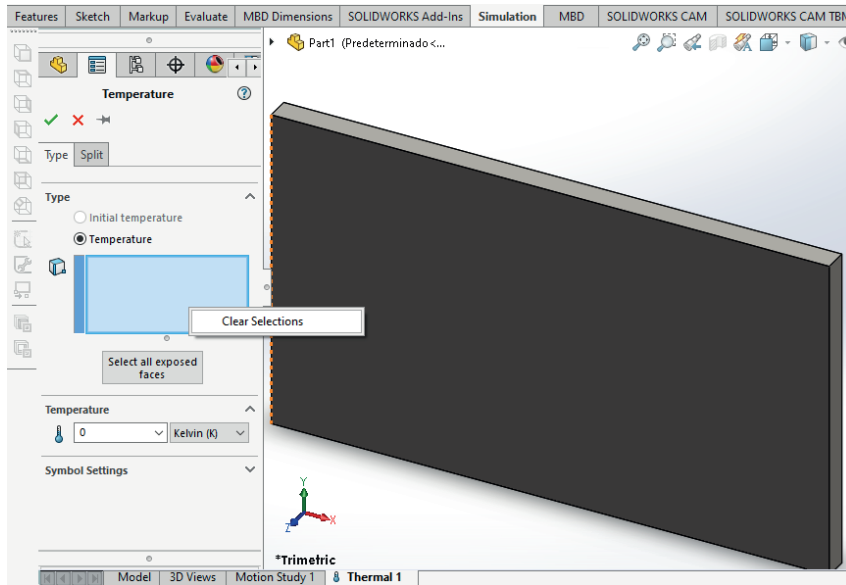 Features Sketch Markup Evaluate MBD Dimensions SOLIDWORKS Add-Ins Simulation MBD SOLIDWORKS CAM SOLIDWORKS CAM TBM
Part1 (Predeterminado<...
Temperature
Type Split
Type
Initial temperature
Temperature
Clear Selections
Select all exposed
faces
Temperature
0 Kelvin (K)
Symbol Settings
Y
X
Z
*Trimetric
Model 3D Views Motion Study 1 Thermal 1